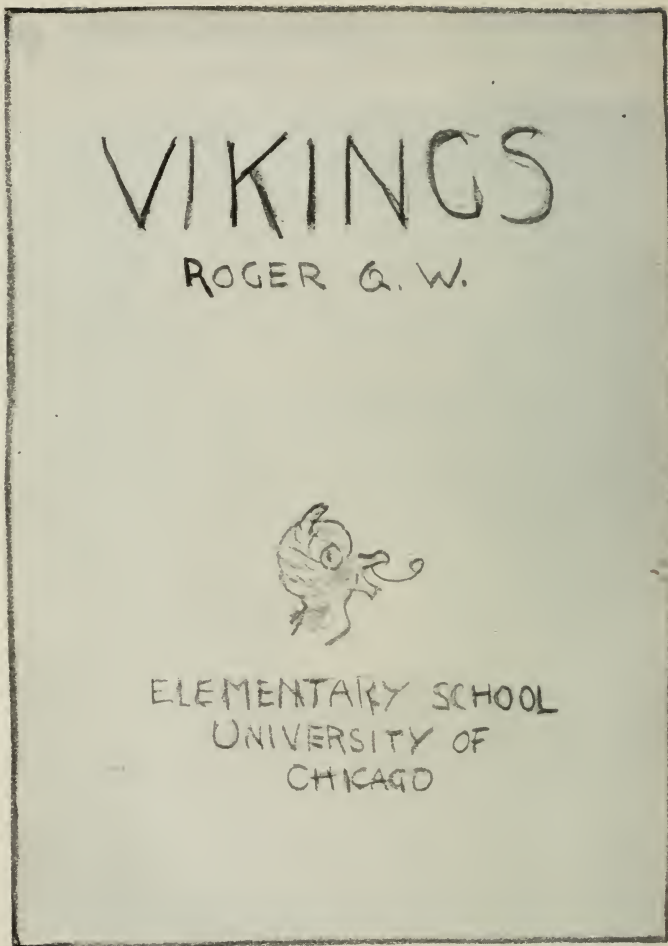 VIKINGS
ROGER Q. W.
ELEMENTARY SCHOOL
UNIVERSITY OF
CHICAGO